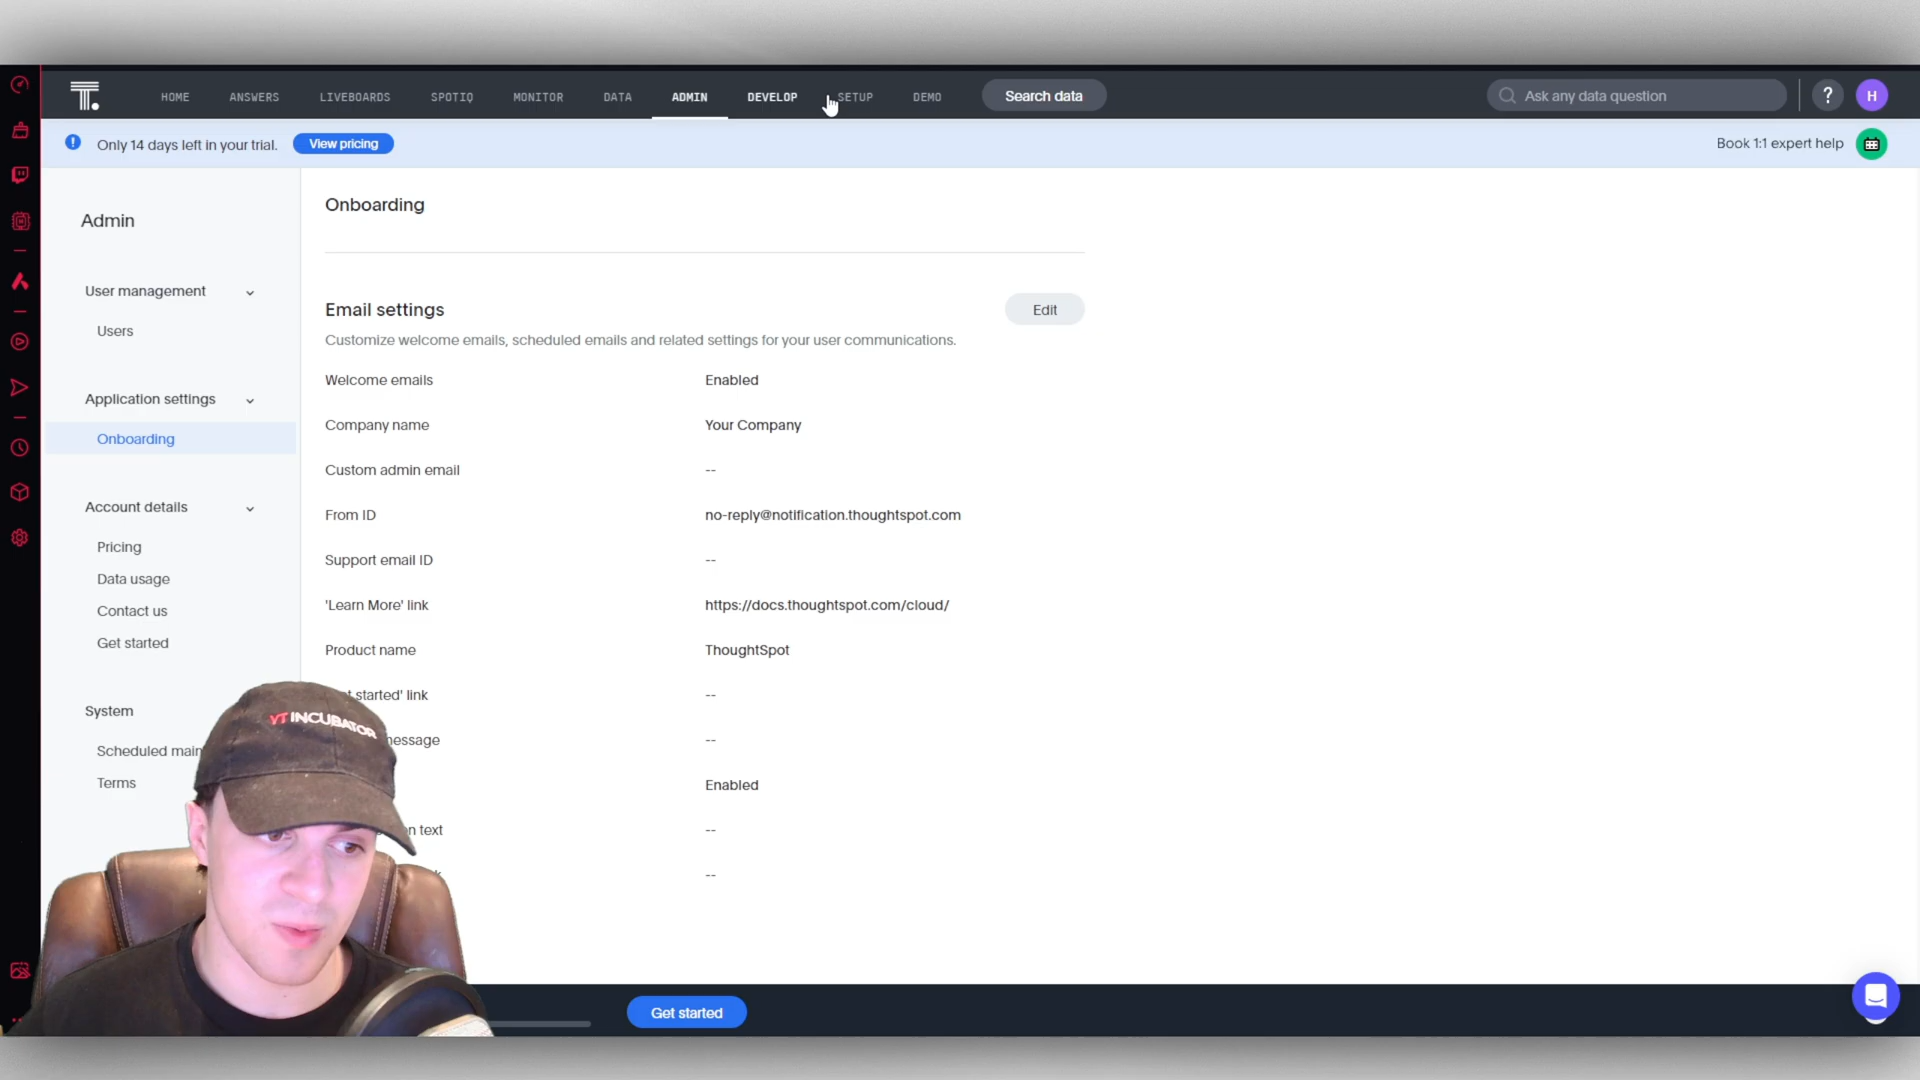 HOME ANSWERS LIVEBOARDS SPOTIQ MONITOR DATA ADMIN DEVELOP SETUP DEMO Search data Ask any data question ? H
Only 14 days left in your trial. View pricing Book 1:1 expert help
Admin
User management
Users
Application settings
Onboarding
Account details
Pricing
Data usage
Contact us
Get started
System
Scheduled
Terms
Onboarding
Email settings Edit
Customize welcome emails, scheduled emails and related settings for your user communications.
Welcome emails Enabled
Company name Your Company
Custom admin email --
From ID no-reply@notification.thoughtspot.com
Support email ID --
'Learn More' link https://docs.thoughtspot.com/cloud/
Product name ThoughtSpot
started' link --
message --
Enabled
text --
--
YT INCUBATOR
Get started